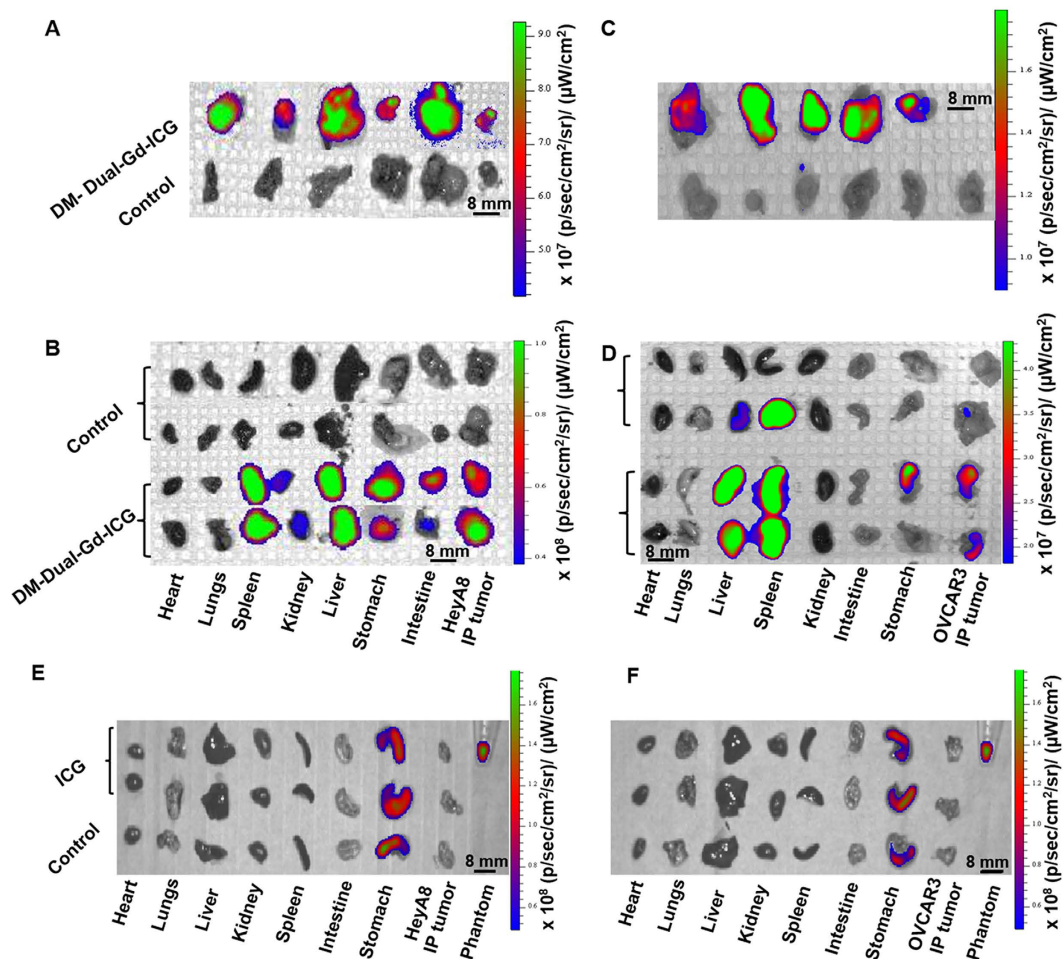 A
DM- Dual-Gd-ICG
Control
8 mm
9.0
8.0
7.0
6.0
5.0
x 10⁷ (p/sec/cm²/sr)/ (µW/cm²)
C
8 mm
1.6
1.4
1.2
1.0
x 10⁷ (p/sec/cm²/sr)/ (µW/cm²)
B
Control
DM-Dual-Gd-ICG
8 mm
Heart
Lungs
Spleen
Kidney
Liver
Stomach
Intestine
HeyA8
IP tumor
1.0
0.8
0.6
0.4
x 10⁸ (p/sec/cm²/sr)/ (µW/cm²)
D
8 mm
Heart
Lungs
Liver
Spleen
Kidney
Intestine
Stomach
OVCAR3
IP tumor
4.0
3.5
3.0
2.5
2.0
x 10⁷ (p/sec/cm²/sr)/ (µW/cm²)
E
ICG
Control
8 mm
Heart
Lungs
Liver
Kidney
Spleen
Intestine
Stomach
HeyA8
IP tumor
Phantom
1.6
1.4
1.2
1.0
0.8
0.6
x 10⁸ (p/sec/cm²/sr)/ (µW/cm²)
F
8 mm
Heart
Lungs
Liver
Kidney
Spleen
Intestine
Stomach
OVCAR3
IP tumor
Phantom
1.6
1.4
1.2
1.0
0.8
0.6
x 10⁸ (p/sec/cm²/sr)/ (µW/cm²)